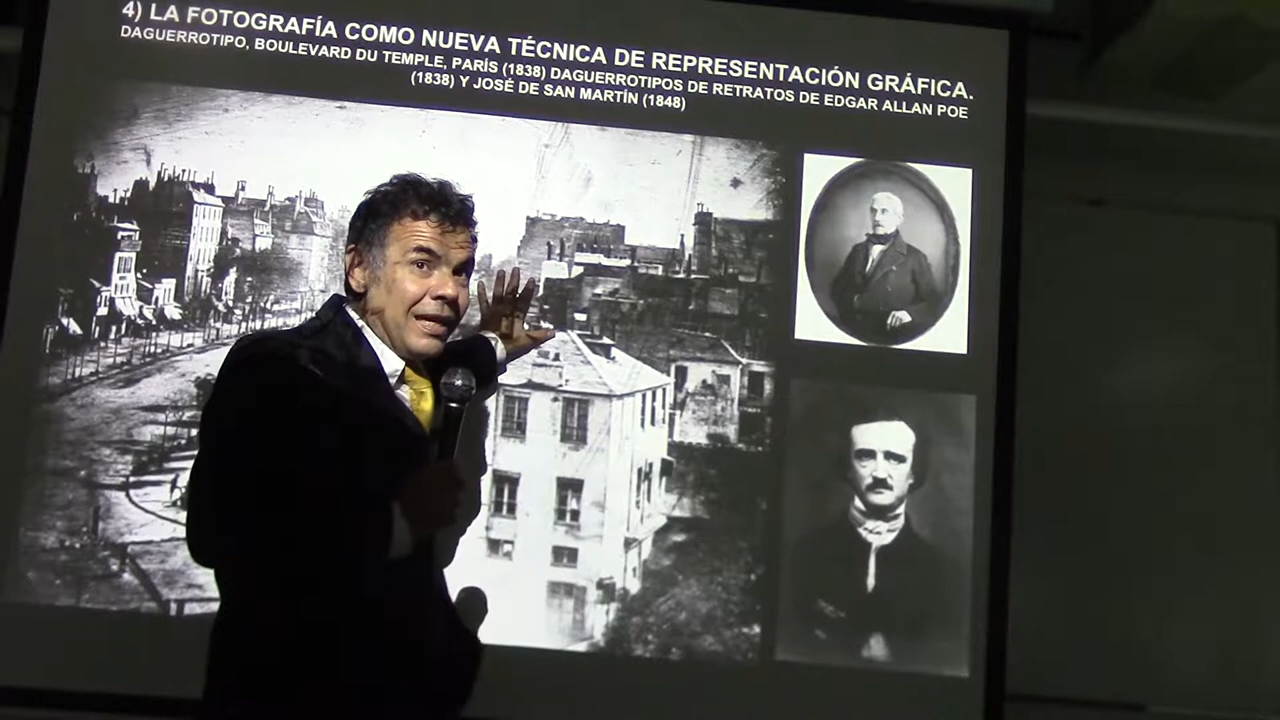 4) LA FOTOGRAFÍA COMO NUEVA TÉCNICA DE REPRESENTACIÓN GRÁFICA.
DAGUERROTIPO, BOULEVARD DU TEMPLE, PARÍS (1838) DAGUERROTIPOS DE RETRATOS DE EDGAR ALLAN POE
(1838) Y JOSÉ DE SAN MARTÍN (1848)